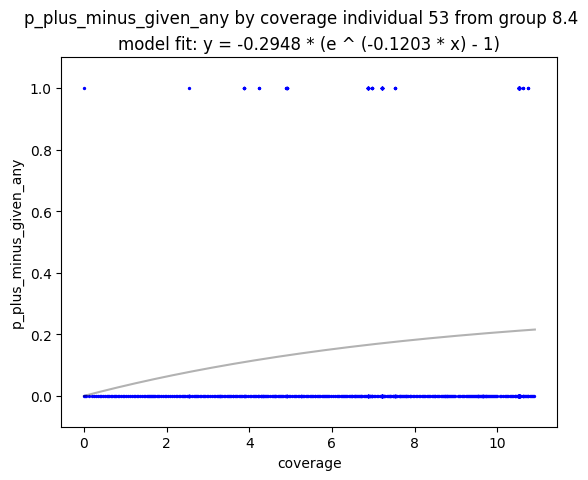 p_plus_minus_given_any by coverage individual 53 from group 8.4
model fit: y = -0.2948 * (e ^ (-0.1203 * x) - 1)
1.0
0.8
0.6
0.4
0.2
0.0
p_plus_minus_given_any
0 2 4 6 8 10
coverage